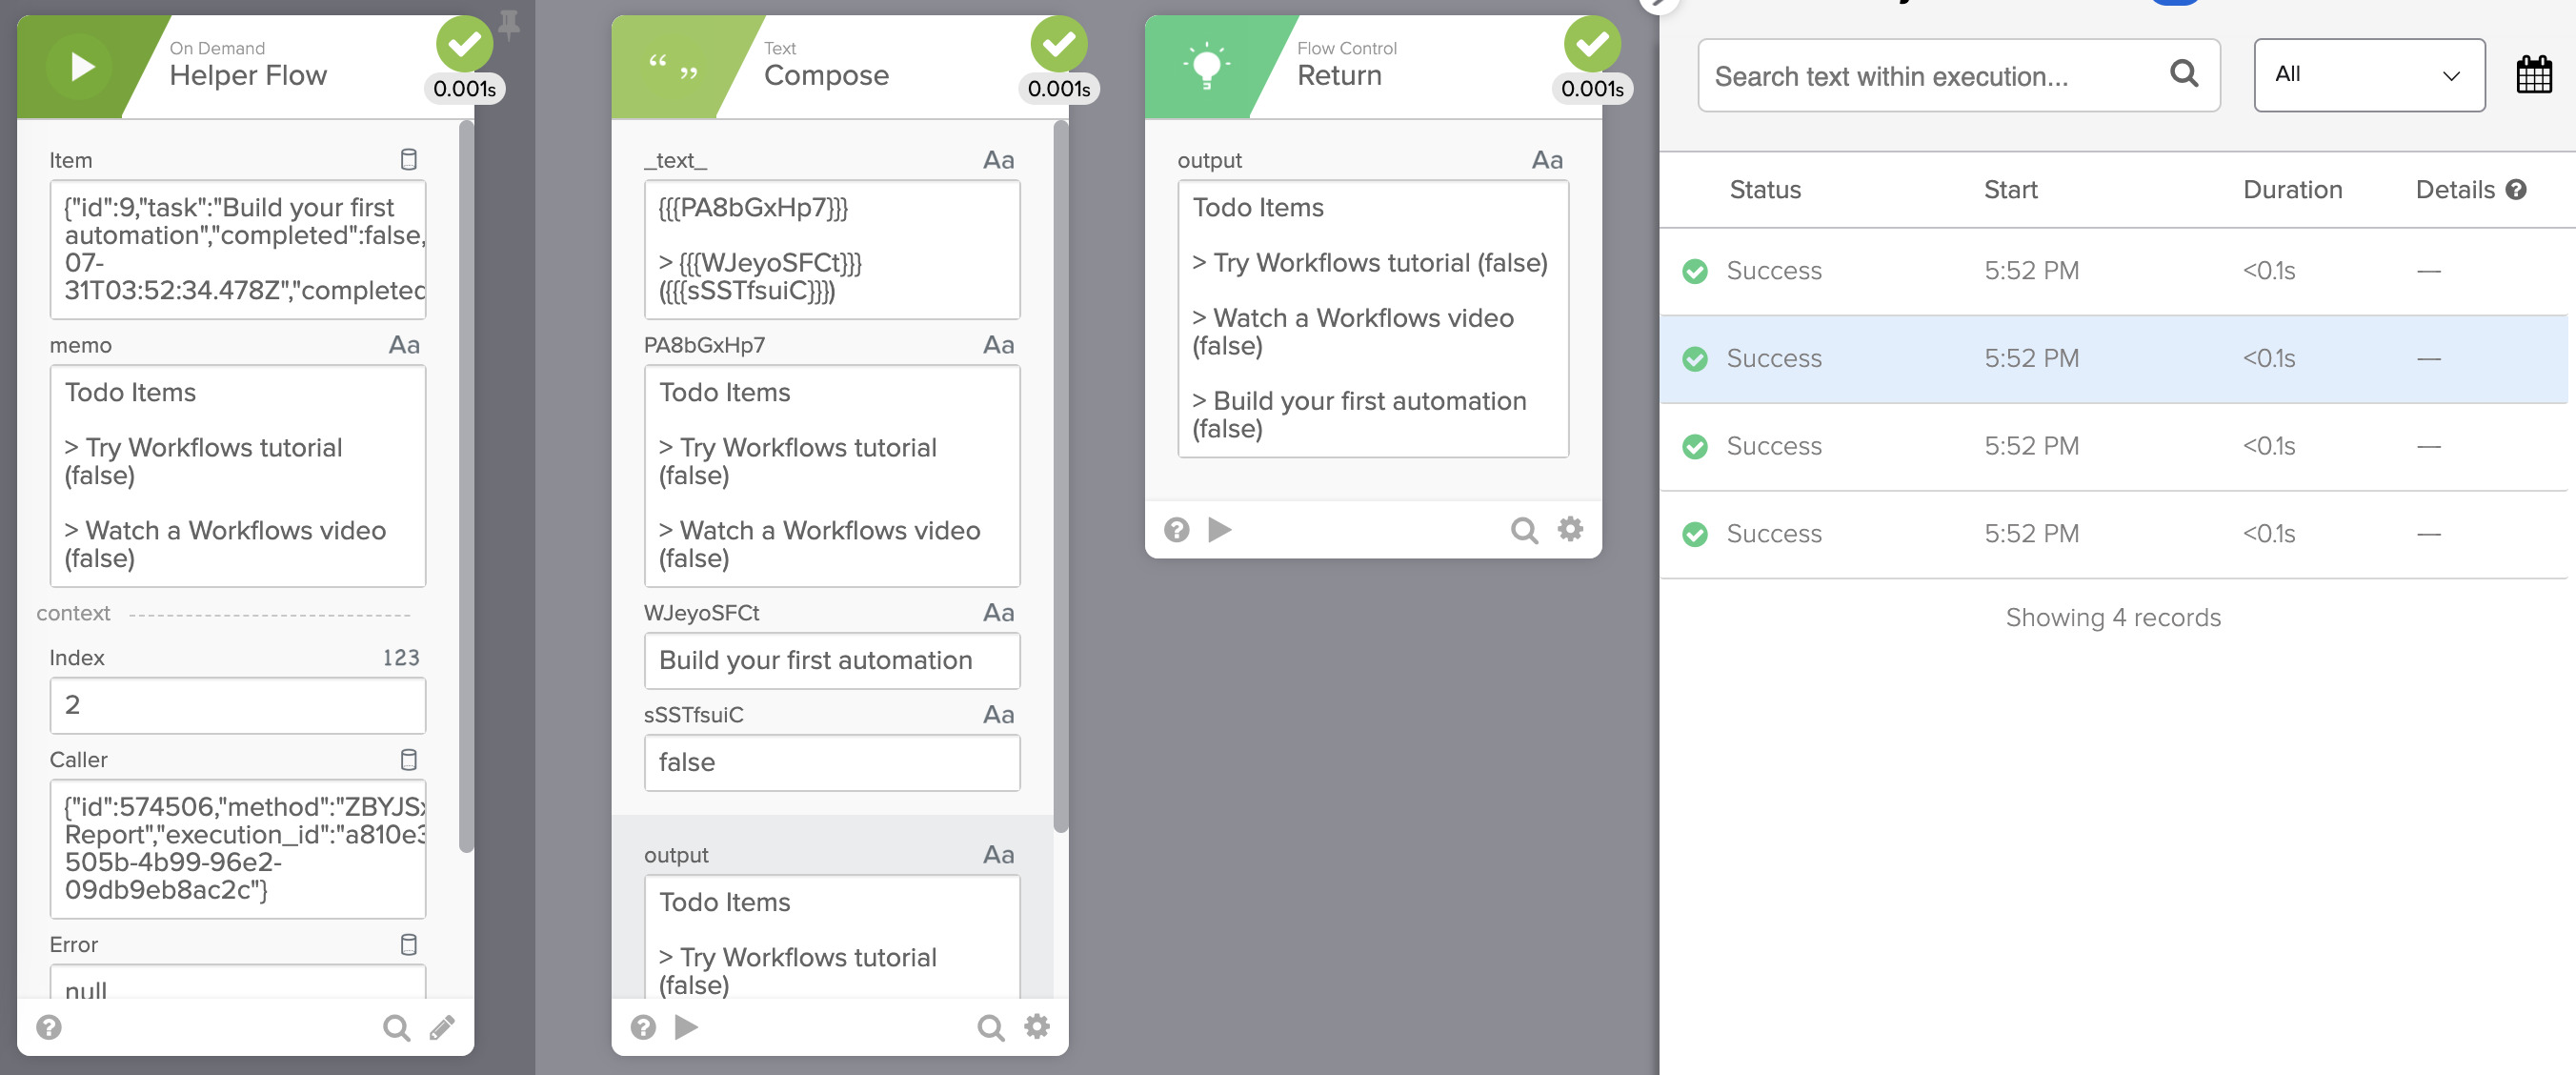 On Demand
Helper Flow
0.001s
Item
{"id":9,"task":"Build your first
automation","completed":false,
07-
31T03:52:34.478Z","completed
memo
Aa
Todo Items
> Try Workflows tutorial
(false)
> Watch a Workflows video
(false)
context
Index
123
2
Caller
{"id":574506,"method":"ZBYJSx
Report","execution_id":"a810e3
505b-4b99-96e2-
09db9eb8ac2c"}
Error
null
“ ”
Text
Compose
0.001s
_text_
Aa
{{{PA8bGxHp7}}}
> {{{WJeyoSFCt}}}
({{{sSSTfsuiC}}})
PA8bGxHp7
Aa
Todo Items
> Try Workflows tutorial
(false)
> Watch a Workflows video
(false)
WJeyoSFCt
Aa
Build your first automation
sSSTfsuiC
Aa
false
output
Aa
Todo Items
> Try Workflows tutorial
(false)
Flow Control
Return
0.001s
output
Aa
Todo Items
> Try Workflows tutorial (false)
> Watch a Workflows video
(false)
> Build your first automation
(false)
Search text within execution...
All
Status Start Duration Details
Success 5:52 PM <0.1s —
Success 5:52 PM <0.1s —
Success 5:52 PM <0.1s —
Success 5:52 PM <0.1s —
Showing 4 records